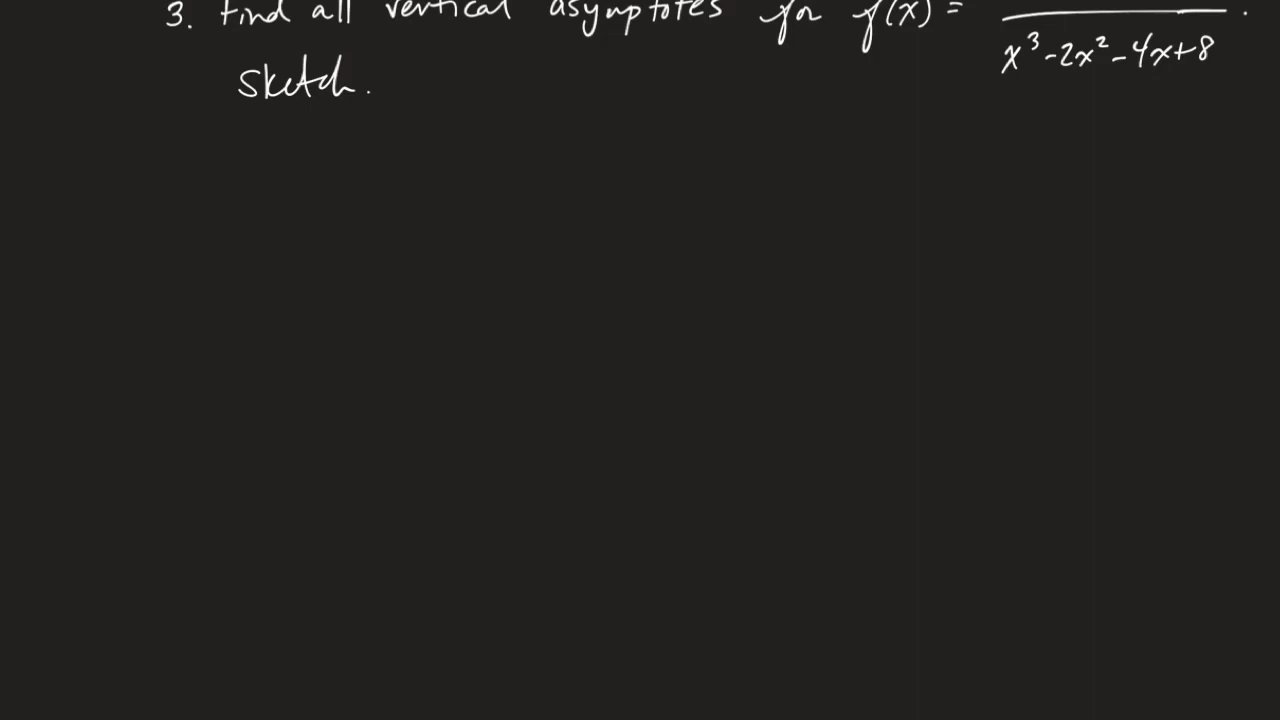 3. Find all vertical asymptotes for f(x) = ―――.
x³-2x²-4x+8
sketch.